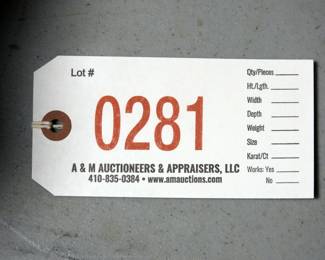 Lot #
0281
A & M AUCTIONEERS & APPRAISERS, LLC
410-835-0384 • www.amauctions.com
Qty/Pieces
Ht./Lgth.
Width
Depth
Weight
Size
Karat/Ct
Works: Yes
No